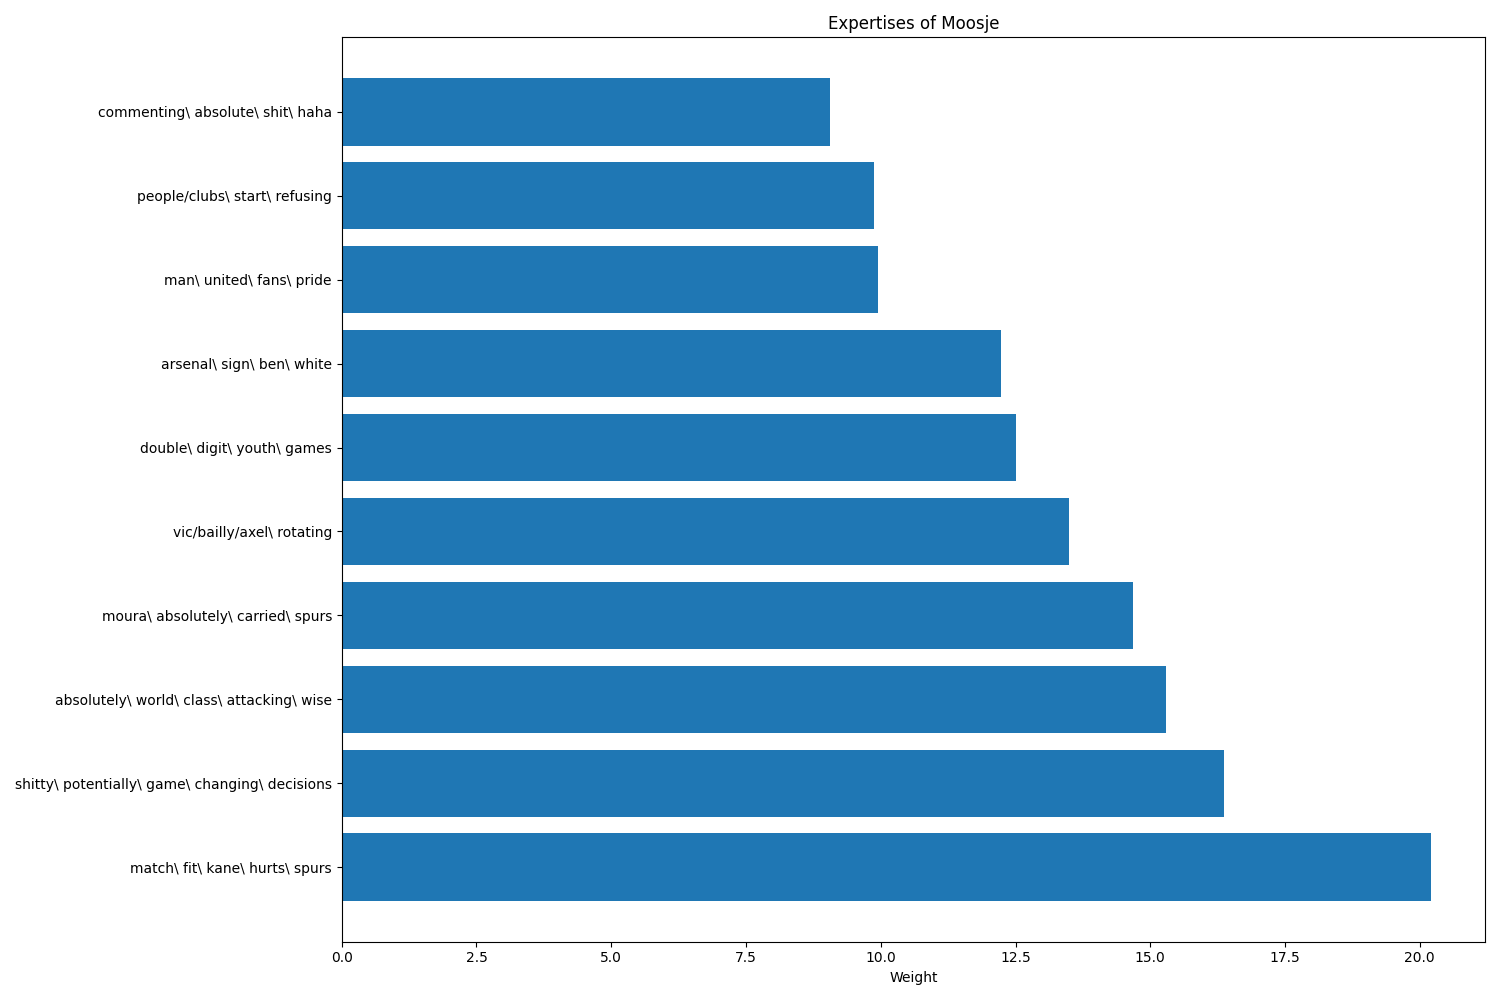 Expertises of Moosje
commenting\ absolute\ shit\ haha
people/clubs\ start\ refusing
man\ united\ fans\ pride
arsenal\ sign\ ben\ white
double\ digit\ youth\ games
vic/bailly/axel\ rotating
moura\ absolutely\ carried\ spurs
absolutely\ world\ class\ attacking\ wise
shitty\ potentially\ game\ changing\ decisions
match\ fit\ kane\ hurts\ spurs
0.0 2.5 5.0 7.5 10.0 12.5 15.0 17.5 20.0
Weight